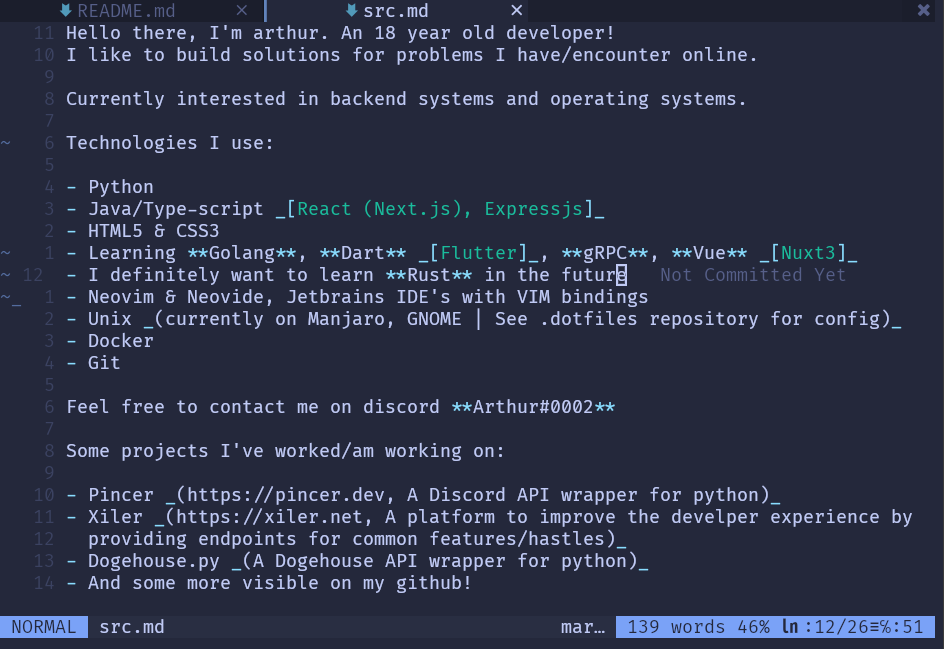 README.md × src.md ×
11 Hello there, I'm arthur. An 18 year old developer!
10 I like to build solutions for problems I have/encounter online.
9
8 Currently interested in backend systems and operating systems.
7
~ 6 Technologies I use:
5
4 - Python
3 - Java/Type-script _[React (Next.js), Expressjs]_
2 - HTML5 & CSS3
~ 1 - Learning **Golang**, **Dart** _[Flutter]_, **gRPC**, **Vue** _[Nuxt3]_
~ 12 - I definitely want to learn **Rust** in the future Not Committed Yet
~_ 1 - Neovim & Neovide, Jetbrains IDE's with VIM bindings
2 - Unix _(currently on Manjaro, GNOME | See .dotfiles repository for config)_
3 - Docker
4 - Git
5
6 Feel free to contact me on discord **Arthur#0002**
7
8 Some projects I've worked/am working on:
9
10 - Pincer _(https://pincer.dev, A Discord API wrapper for python)_
11 - Xiler _(https://xiler.net, A platform to improve the develper experience by
12 providing endpoints for common features/hastles)_
13 - Dogehouse.py _(A Dogehouse API wrapper for python)_
14 - And some more visible on my github!
NORMAL src.md mar… 139 words 46% ln :12/26≡℅:51